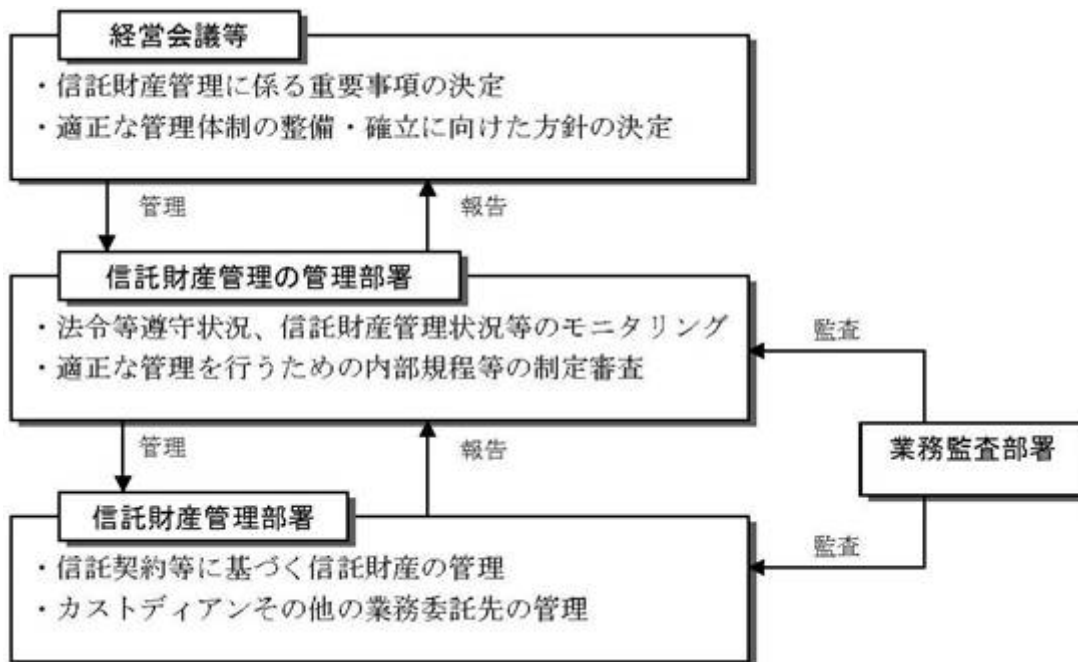 経営会議等
・信託財産管理に係る重要事項の決定
・適正な管理体制の整備・確立に向けた方針の決定
管理
報告
信託財産管理の管理部署
・法令等遵守状況、信託財産管理状況等のモニタリング
・適正な管理を行うための内部規程等の制定審査
監査
管理
報告
業務監査部署
信託財産管理部署
監査
・信託契約等に基づく信託財産の管理
・カストディアンその他の業務委託先の管理